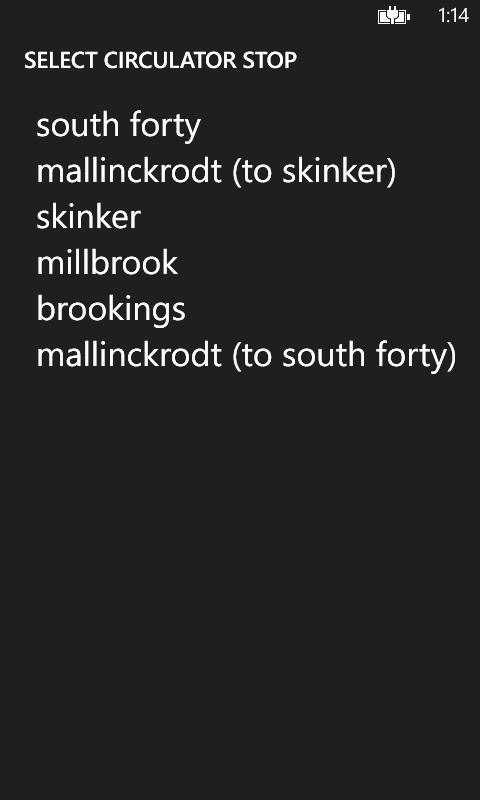 1:14
SELECT CIRCULATOR STOP
south forty
mallinckrodt (to skinker)
skinker
millbrook
brookings
mallinckrodt (to south forty)